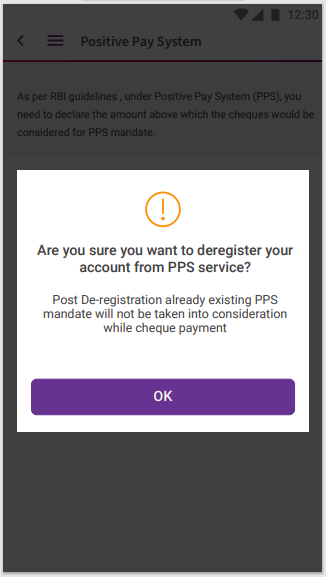 12:30
Positive Pay System
As per RBI guidelines , under Positive Pay System (PPS), you
need to declare the amount above which the cheques would be
considered for PPS mandate.
Are you sure you want to deregister your
account from PPS service?
Post De-registration already existing PPS
mandate will not be taken into consideration
while cheque payment
OK